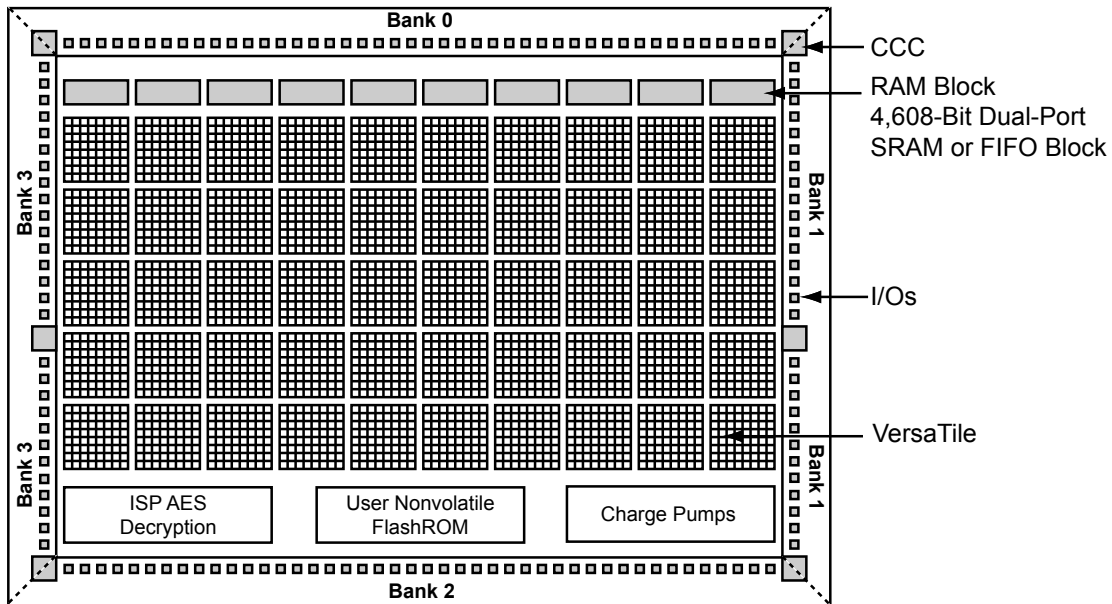 Bank 0
CCC
RAM Block
4,608-Bit Dual-Port
SRAM or FIFO Block
Bank 3
Bank 1
I/Os
VersaTile
Bank 3
Bank 1
ISP AES
Decryption
User Nonvolatile
FlashROM
Charge Pumps
Bank 2